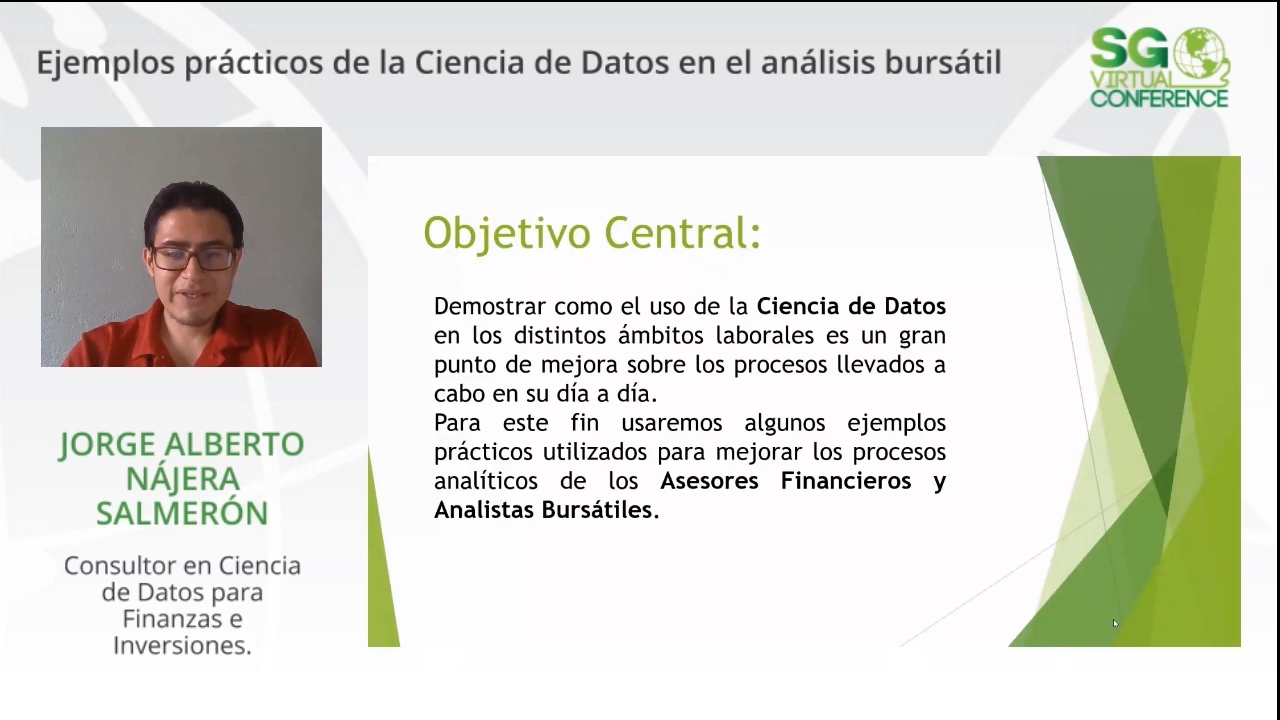 Ejemplos prácticos de la Ciencia de Datos en el análisis bursátil
SG
VIRTUAL
CONFERENCE
Objetivo Central:
Demostrar como el uso de la Ciencia de Datos
en los distintos ámbitos laborales es un gran
punto de mejora sobre los procesos llevados a
cabo en su día a día.
Para este fin usaremos algunos ejemplos
prácticos utilizados para mejorar los procesos
analíticos de los Asesores Financieros y
Analistas Bursátiles.
JORGE ALBERTO
NÁJERA
SALMERÓN
Consultor en Ciencia
de Datos para
Finanzas e
Inversiones.